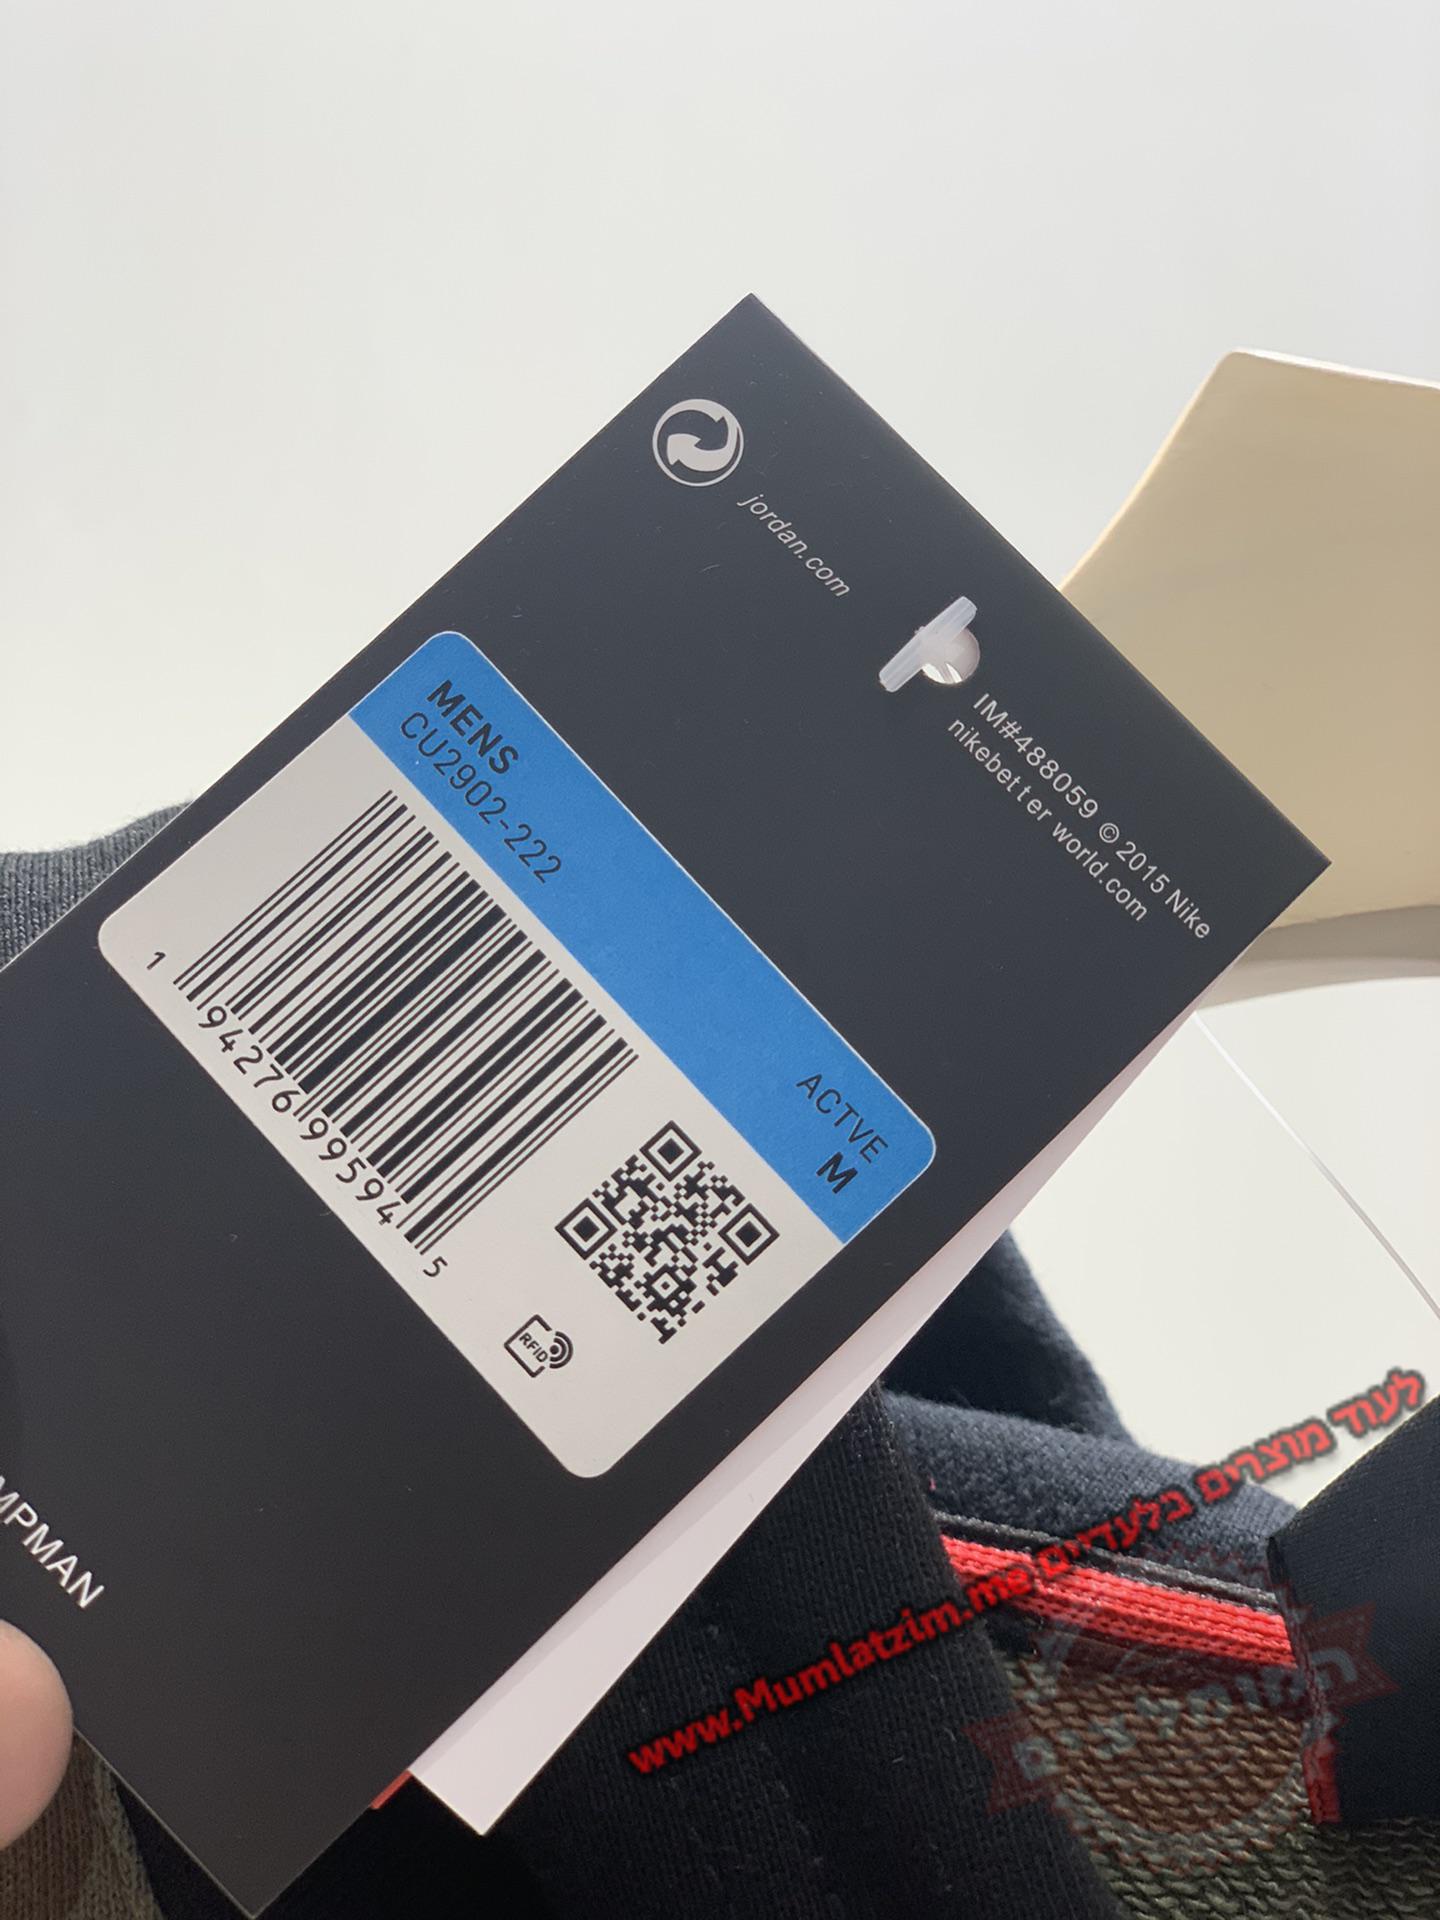 jordan.com
IM#488059 © 2015 Nike
nikebetter world.com
MENS
CU2902-222
ACTVE
M
1 94276 99594 5
RFID
MPMAN
לעוד מוצרים בלעדיים www.Mumlatzim.me
המומלצים